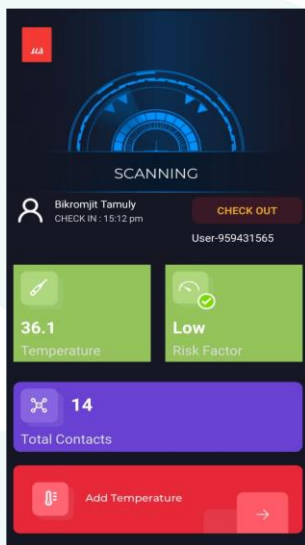 us
SCANNING
Bikromjit Tamuly
CHECK IN : 15:12 pm
CHECK OUT
User-959431565
36.1
Temperature
Low
Risk Factor
14
Total Contacts
Add Temperature